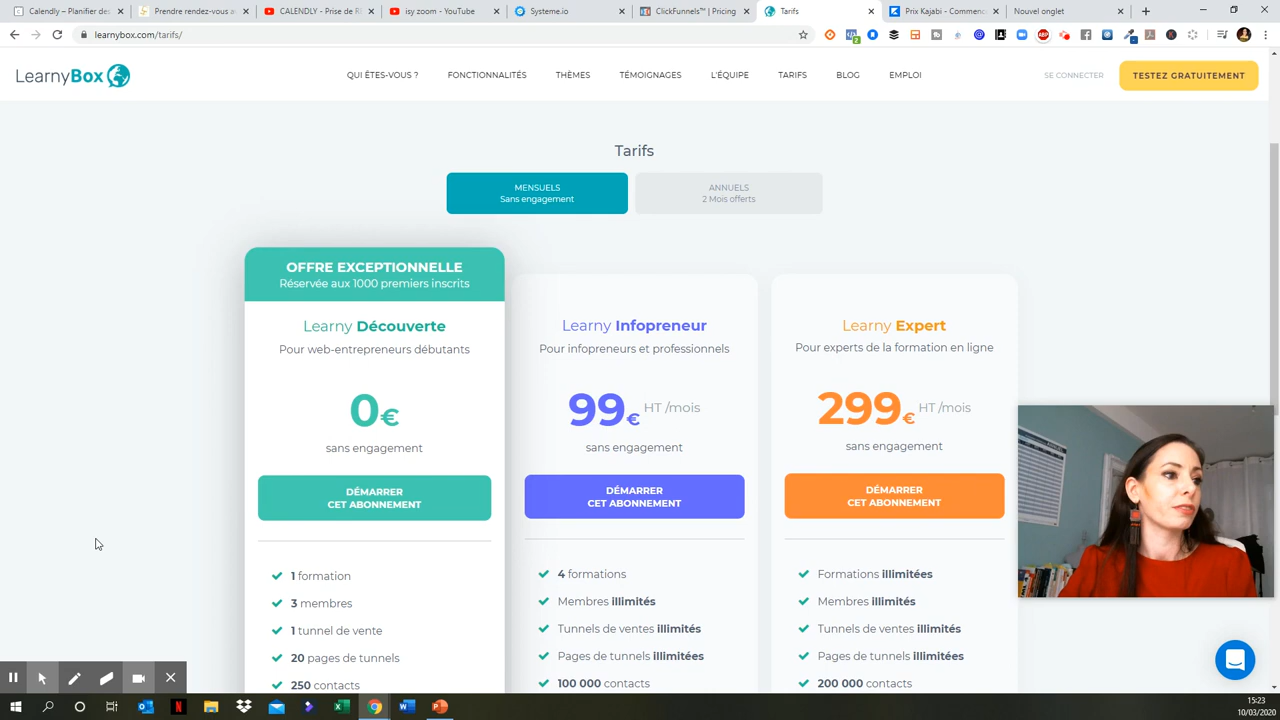 Calendly – Planifier des
Prendre rendez-vous a
CALENDLY - Prise de R
isy zoom - YouTube
Systeme.io
ClickFunnels™ | Pricing
Tarifs
Prix Kajabi - Commenc
Nouvel onglet
learnybox.com/tarifs/
LearnyBox
QUI ÊTES-VOUS ?
FONCTIONNALITÉS
THÈMES
TÉMOIGNAGES
L'ÉQUIPE
TARIFS
BLOG
EMPLOI
SE CONNECTER
TESTEZ GRATUITEMENT
Tarifs
MENSUELS
Sans engagement
ANNUELS
2 Mois offerts
OFFRE EXCEPTIONNELLE
Réservée aux 1000 premiers inscrits
Learny Découverte
Pour web-entrepreneurs débutants
0€
sans engagement
DÉMARRER
CET ABONNEMENT
1 formation
3 membres
1 tunnel de vente
20 pages de tunnels
250 contacts
Learny Infopreneur
Pour infopreneurs et professionnels
99€ HT /mois
sans engagement
DÉMARRER
CET ABONNEMENT
4 formations
Membres illimités
Tunnels de ventes illimités
Pages de tunnels illimitées
100 000 contacts
Learny Expert
Pour experts de la formation en ligne
299€ HT /mois
sans engagement
DÉMARRER
CET ABONNEMENT
Formations illimitées
Membres illimités
Tunnels de ventes illimités
Pages de tunnels illimitées
200 000 contacts
15:23
10/03/2020